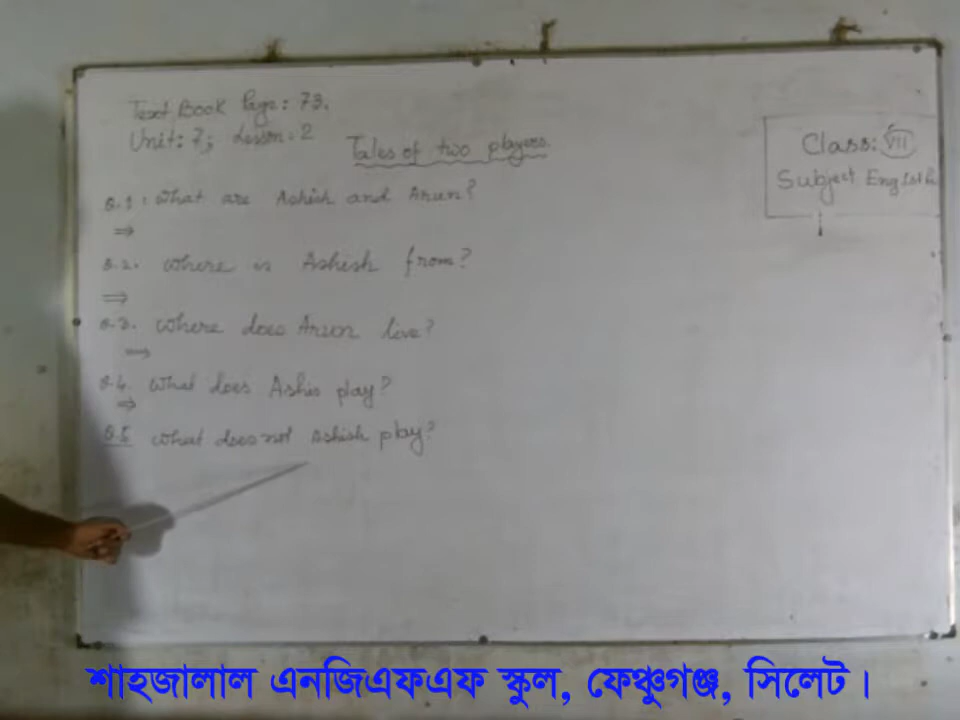 Text Book Page: 73.
Unit: 7; Lesson: 2
Tales of two players.
Class: VII
Subject English
Q.1: What are Ashish and Arun?
⇒
Q.2. Where is Ashish from?
⇒
Q.3. Where does Arun live?
⇒
Q.4. What does Ashis play?
⇒
Q.5 What does not Ashish play?
শাহজালাল এনজিএফএফ স্কুল, ফেঞ্চুগঞ্জ, সিলেট।